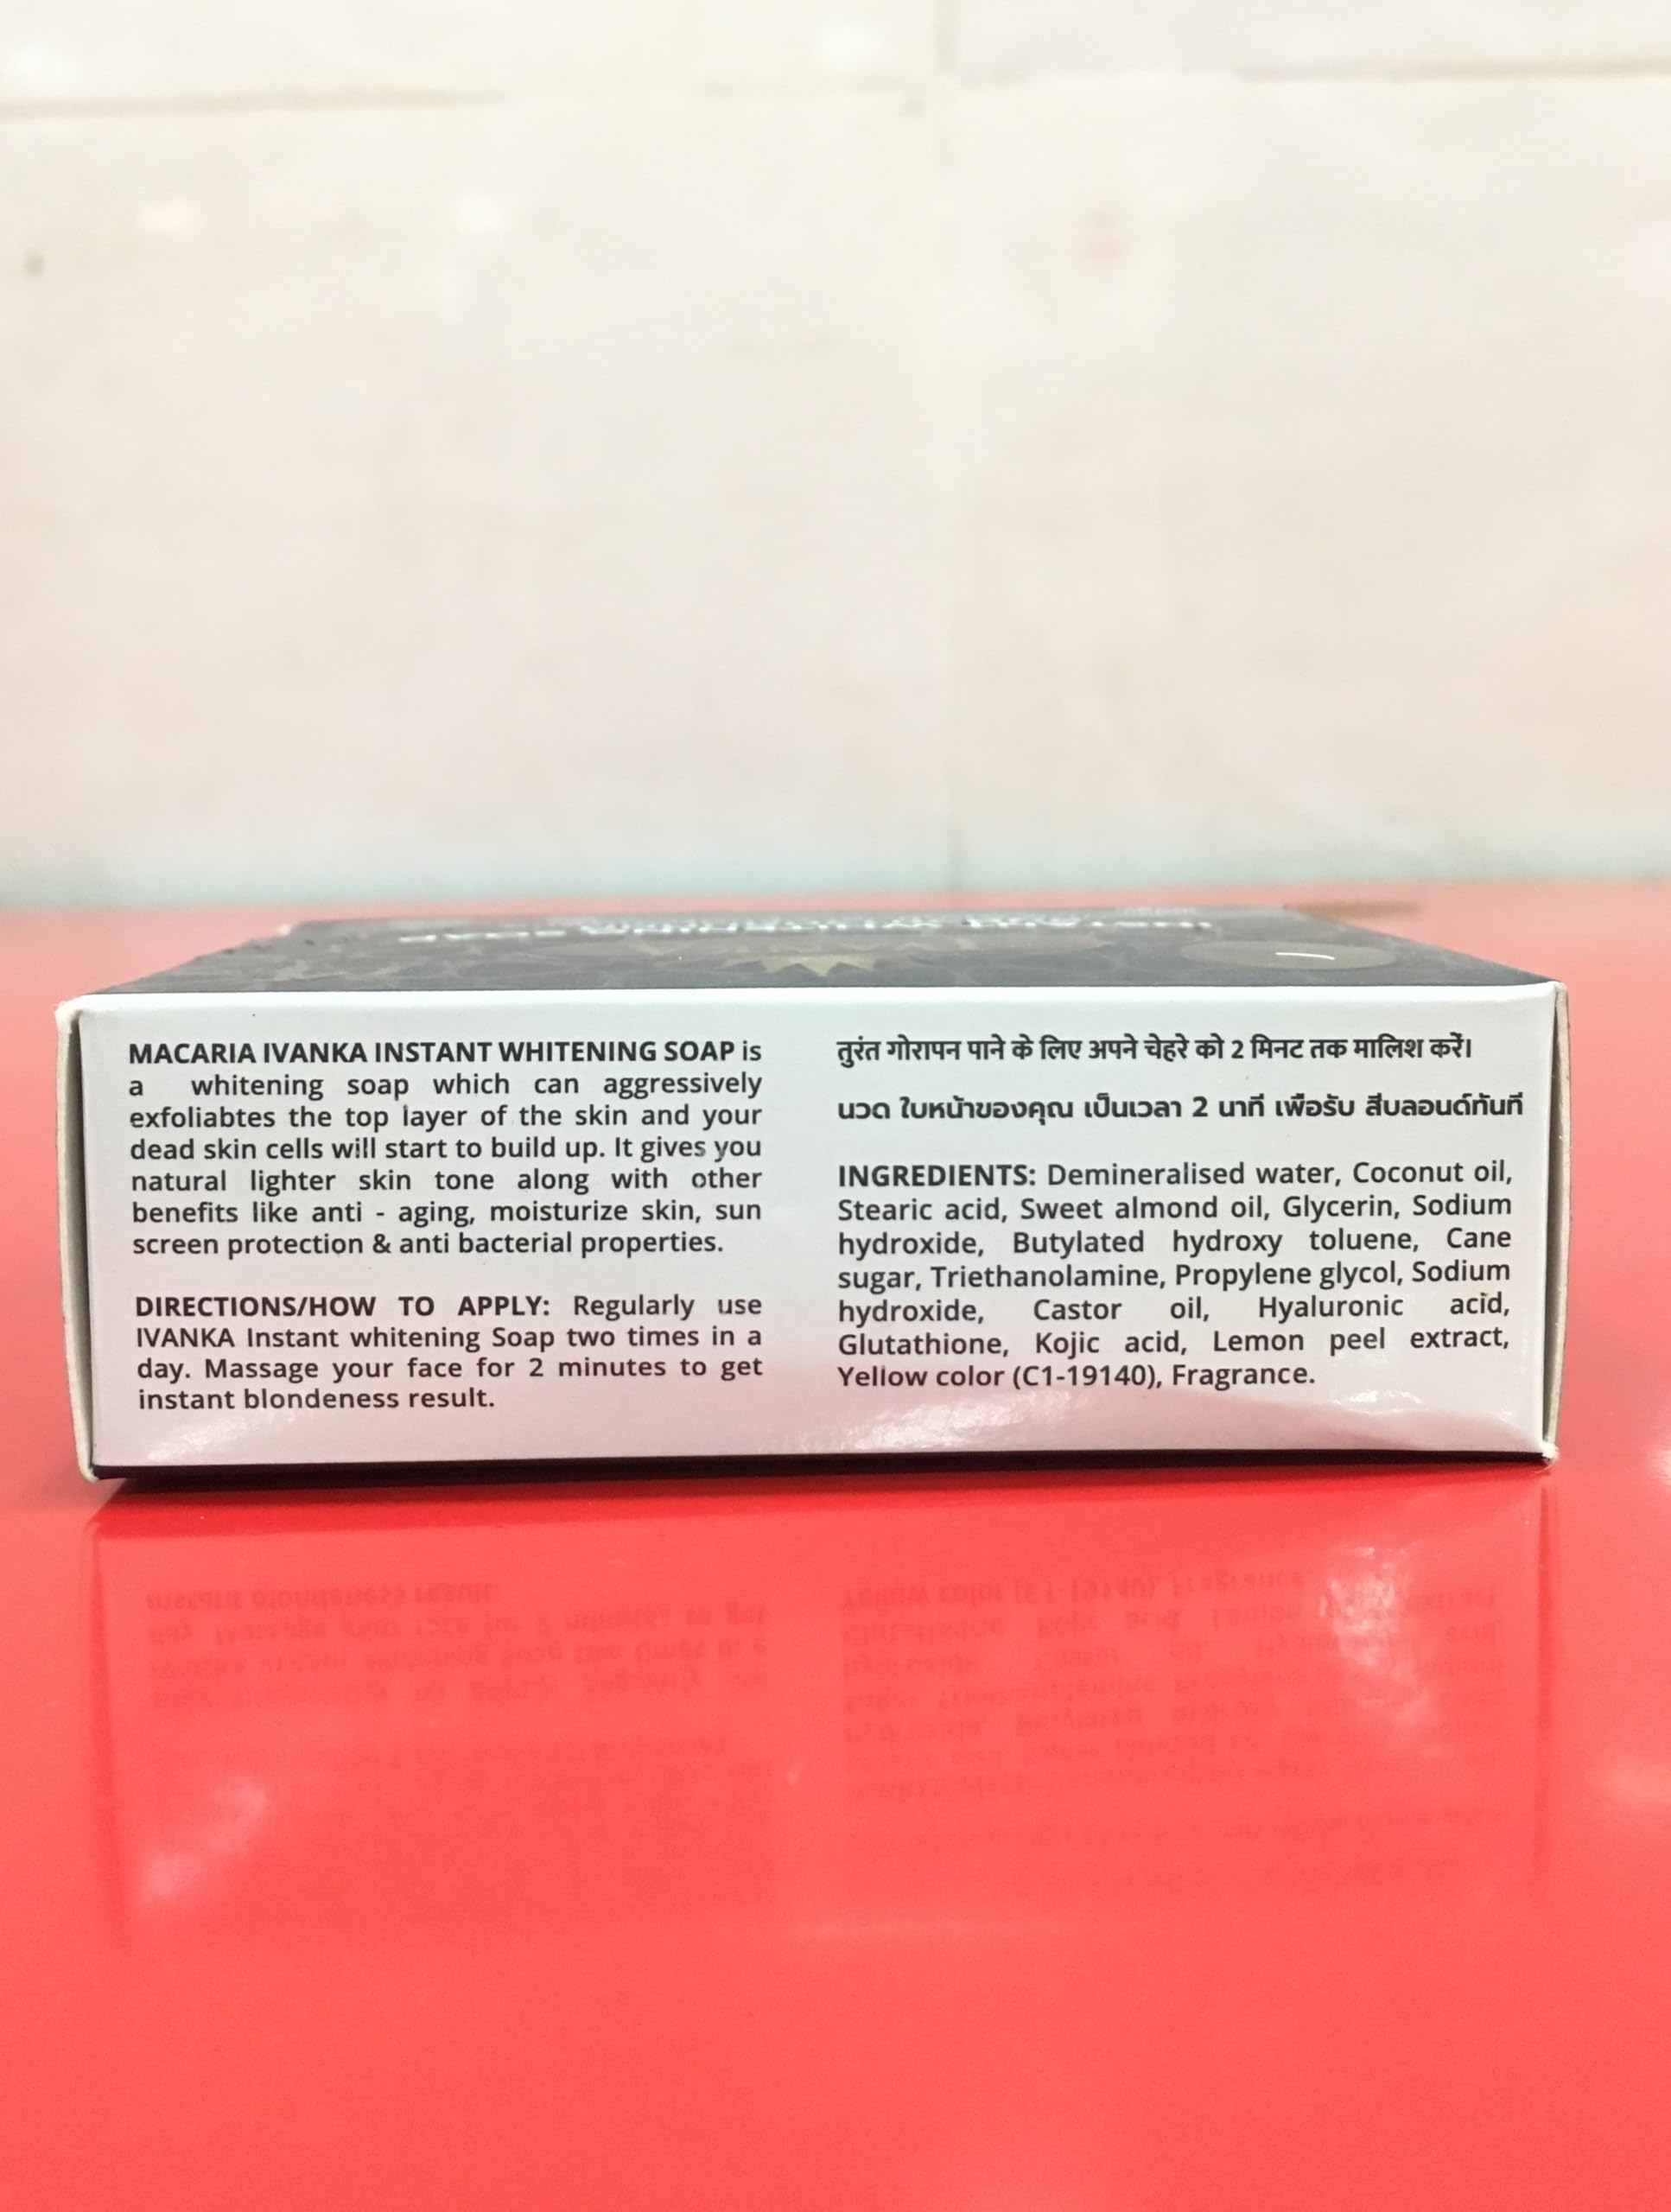 MACARIA IVANKA INSTANT WHITENING SOAP is
a whitening soap which can aggressively
exfoliabtes the top layer of the skin and your
dead skin cells will start to build up. It gives you
natural lighter skin tone along with other
benefits like anti - aging, moisturize skin, sun
screen protection & anti bacterial properties.
DIRECTIONS/HOW TO APPLY: Regularly use
IVANKA Instant whitening Soap two times in a
day. Massage your face for 2 minutes to get
instant blondeness result.
तुरंत गोरापन पाने के लिए अपने चेहरे को 2 मिनट तक मालिश करें।
นวด ใบหน้าของคุณ เป็นเวลา 2 นาที เพื่อรับ สีบลอนด์ทันที
INGREDIENTS: Demineralised water, Coconut oil,
Stearic acid, Sweet almond oil, Glycerin, Sodium
hydroxide, Butylated hydroxy toluene, Cane
sugar, Triethanolamine, Propylene glycol, Sodium
hydroxide, Castor oil, Hyaluronic acid,
Glutathione, Kojic acid, Lemon peel extract,
Yellow color (C1-19140), Fragrance.